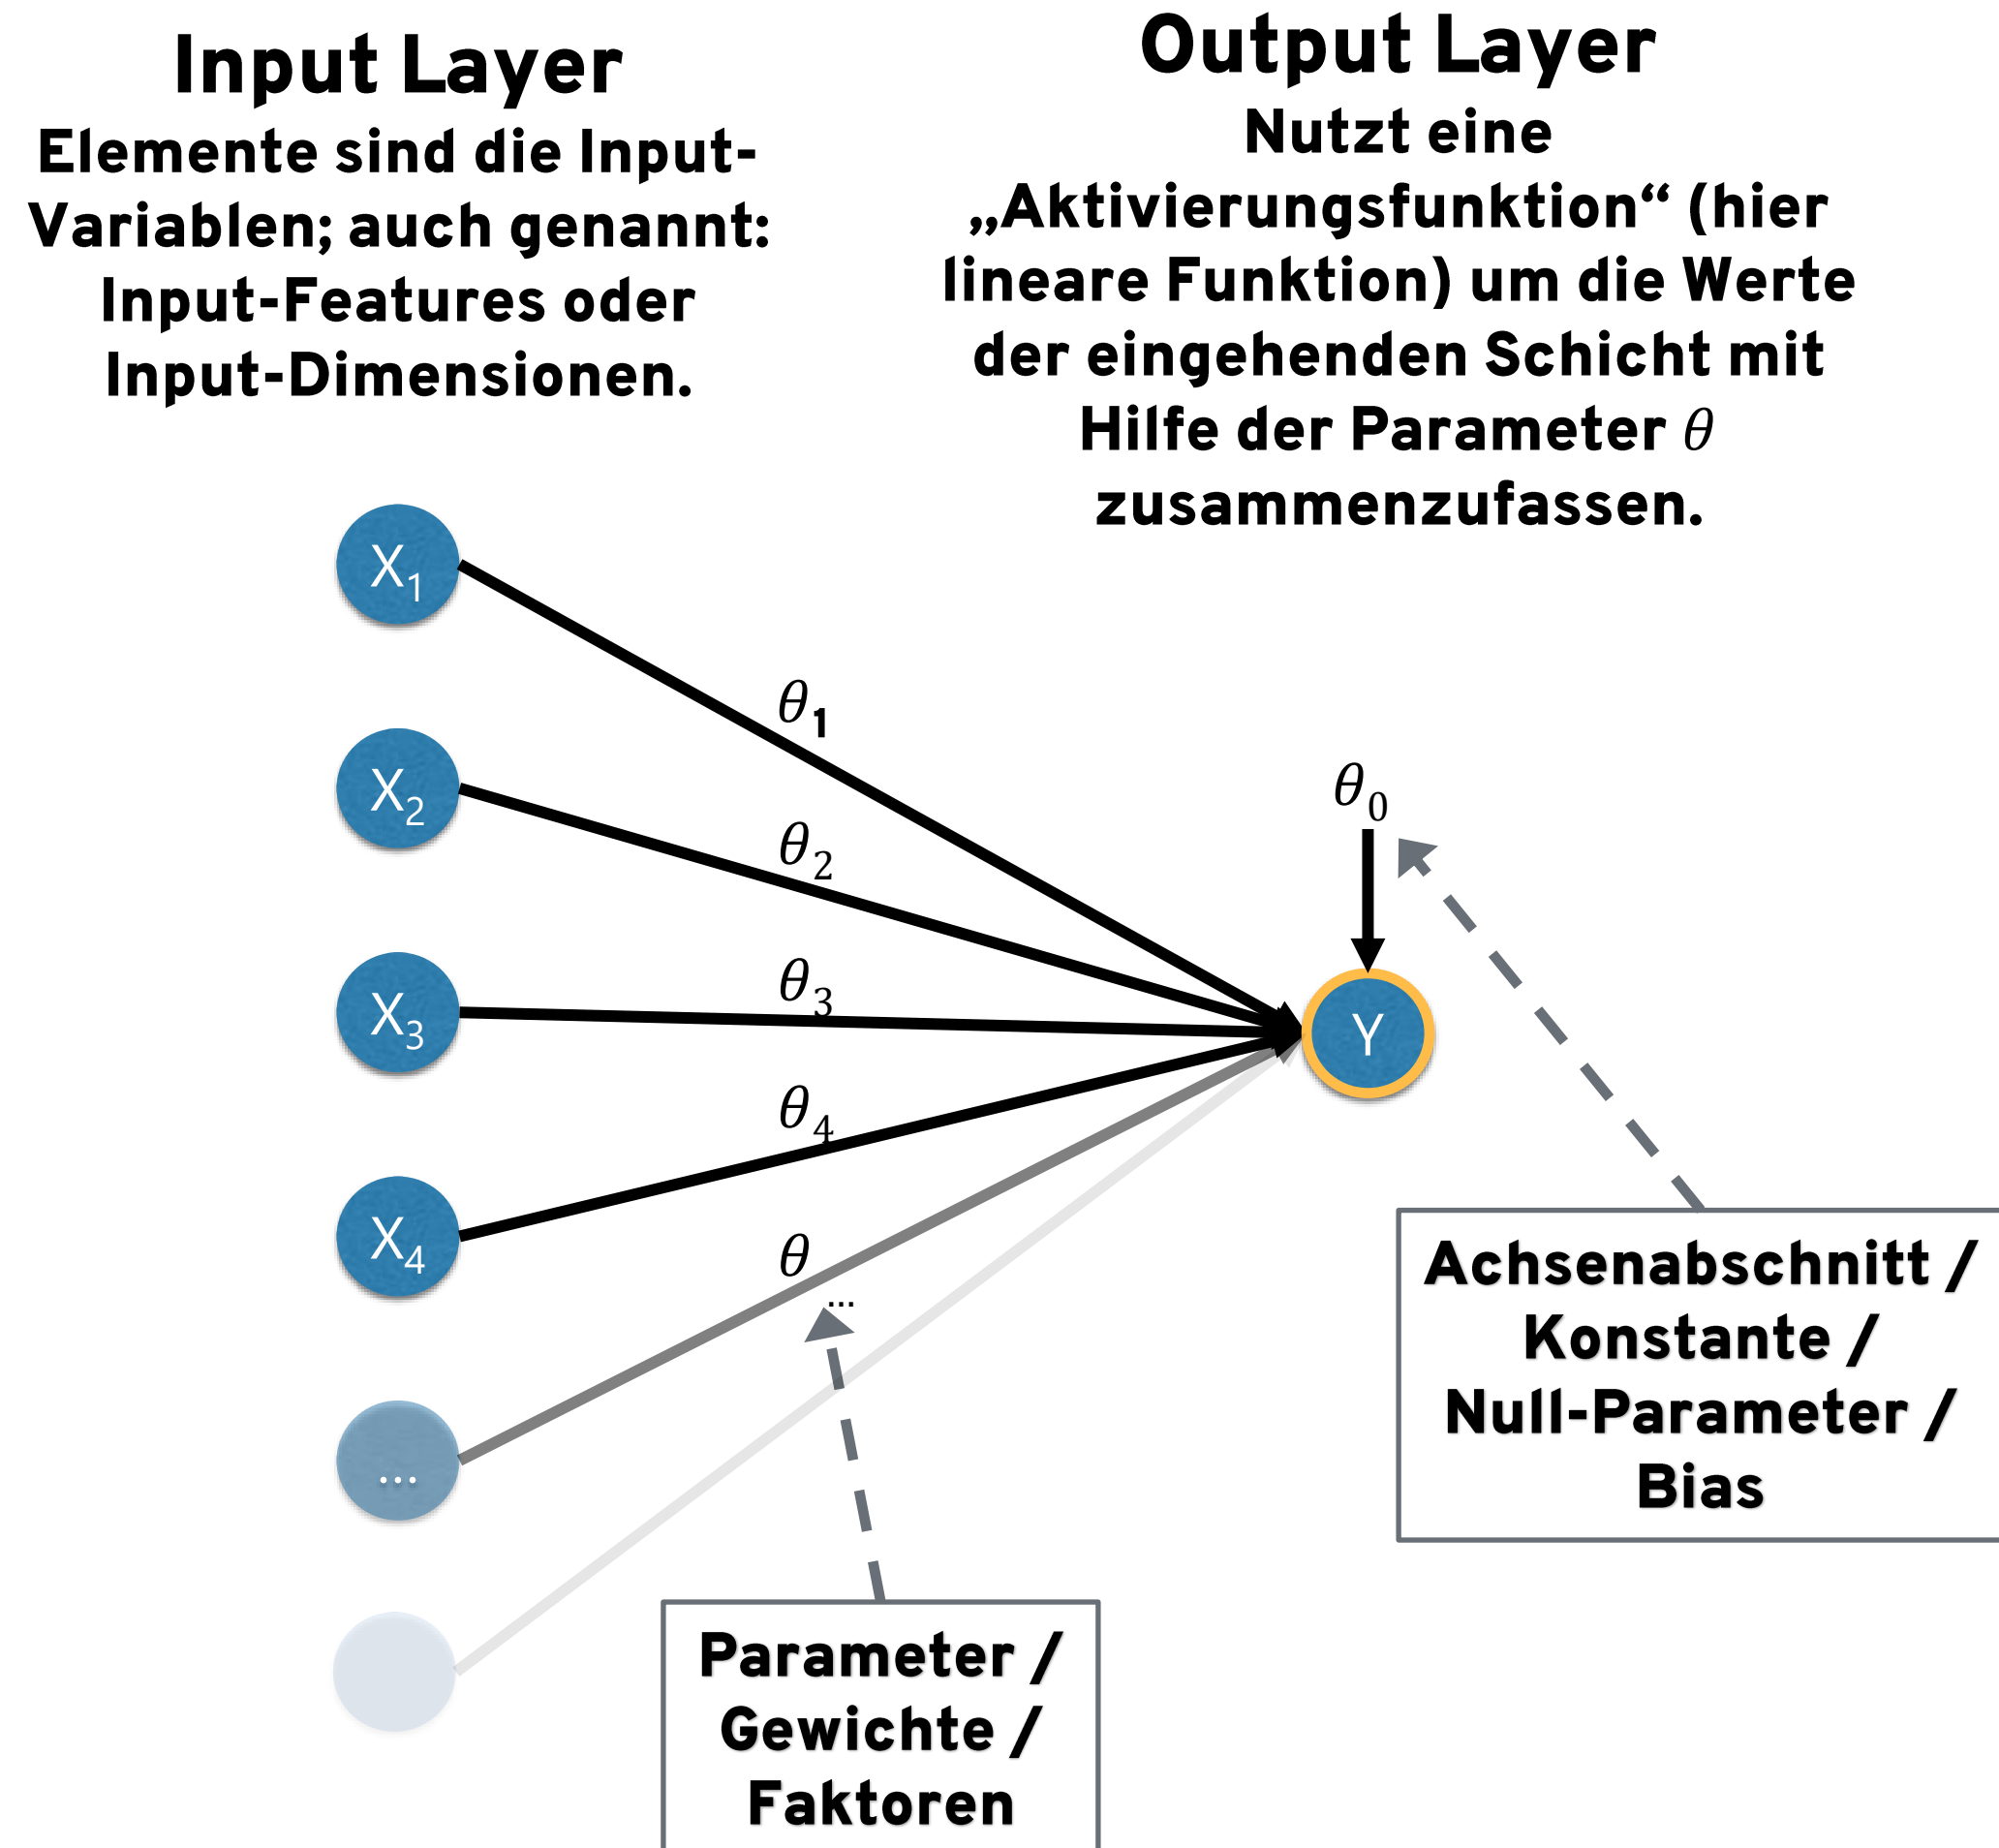 Input Layer
Elemente sind die Input-
Variablen; auch genannt:
Input-Features oder
Input-Dimensionen.
Output Layer
Nutzt eine
„Aktivierungsfunktion“ (hier
lineare Funktion) um die Werte
der eingehenden Schicht mit
Hilfe der Parameter θ
zusammenzufassen.
X₁
θ₁
X₂
θ₂
θ₀
X₃
θ₃
Y
X₄
θ₄
θ...
...
Achsenabschnitt /
Konstante /
Null-Parameter /
Bias
Parameter /
Gewichte /
Faktoren